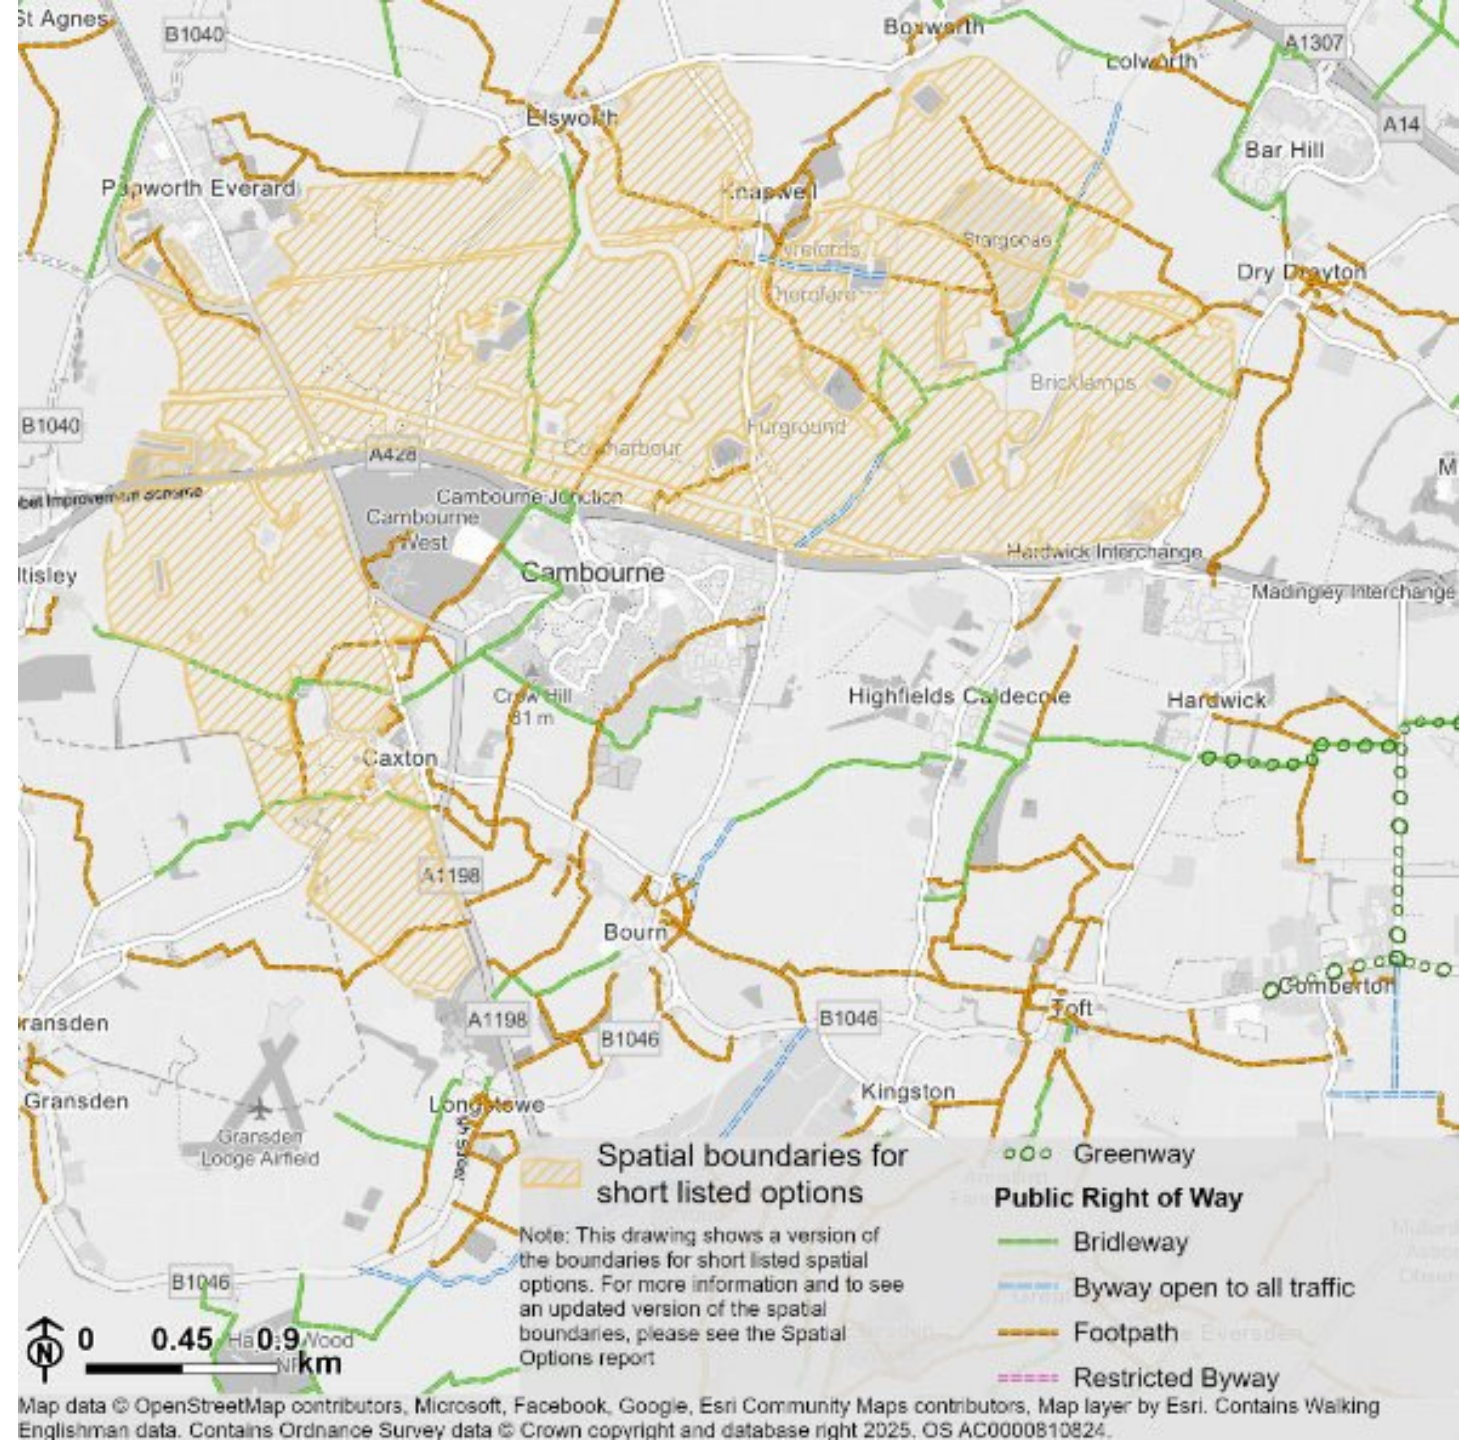 St Agnes
B1040
Boxworth
A1307
Lolworth
Elsworth
A14
Bar Hill
Papworth Everard
Knapwell
Stargoose
Dry Drayton
Bricklamps
B1040
A428
Cambourne Junction
Cambourne
West
Cambourne
Hardwick Interchange
Madingley Interchange
ltisley
Crow Hill
81 m
Highfields Caldecote
Hardwick
Caxton
A1198
Bourn
Comberton
ransden
A1198
B1046
B1046
Toft
Gransden
Kingston
Longstowe
Gransden
Lodge Airfield
B1046
Spatial boundaries for
short listed options
Note: This drawing shows a version of
the boundaries for short listed spatial
options. For more information and to see
an updated version of the spatial
boundaries, please see the Spatial
Options report
Greenway
Public Right of Way
Bridleway
Byway open to all traffic
Footpath
Restricted Byway
N
0 0.45 0.9
km
Map data © OpenStreetMap contributors, Microsoft, Facebook, Google, Esri Community Maps contributors, Map layer by Esri. Contains Walking
Englishman data. Contains Ordnance Survey data © Crown copyright and database right 2025. OS AC0000810824.